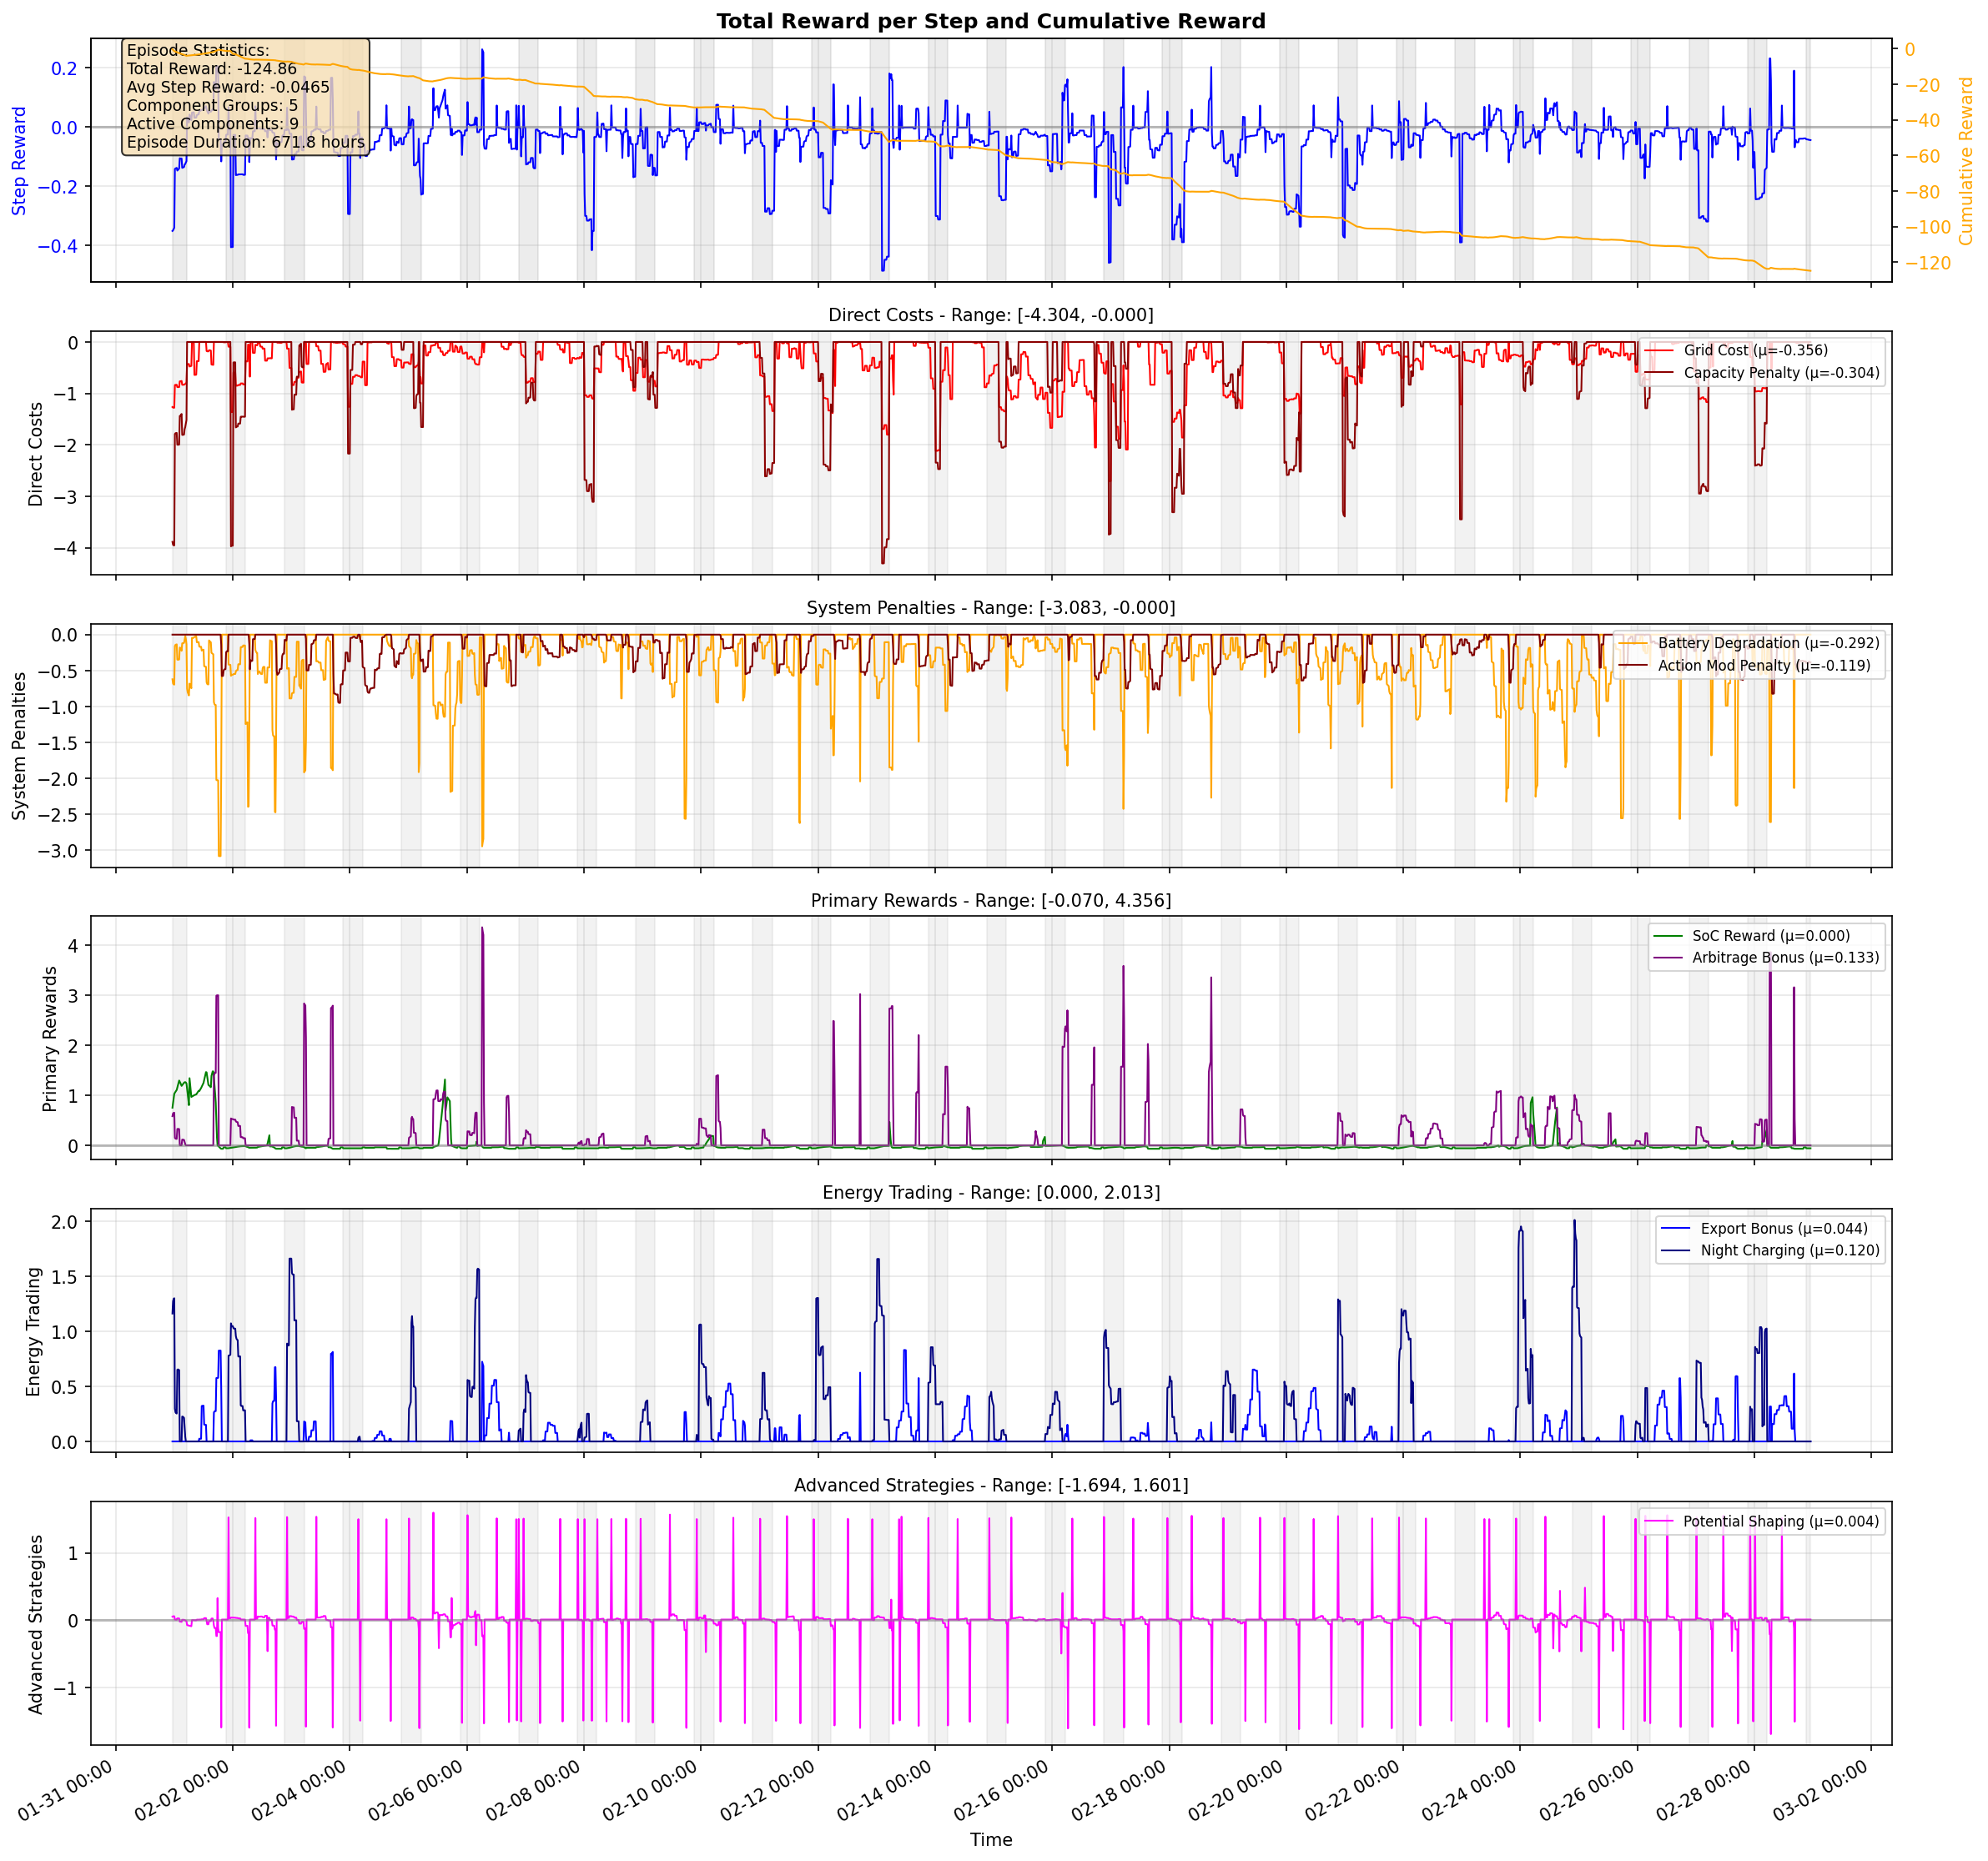 Total Reward per Step and Cumulative Reward
Episode Statistics:
Total Reward: -124.86
Avg Step Reward: -0.0465
Component Groups: 5
Active Components: 9
Episode Duration: 671.8 hours
Step Reward
0.2
0.0
−0.2
−0.4
Cumulative Reward
0
−20
−40
−60
−80
−100
−120
Direct Costs - Range: [-4.304, -0.000]
Direct Costs
0
−1
−2
−3
−4
Grid Cost (μ=-0.356)
Capacity Penalty (μ=-0.304)
System Penalties - Range: [-3.083, -0.000]
System Penalties
0.0
−0.5
−1.0
−1.5
−2.0
−2.5
−3.0
Battery Degradation (μ=-0.292)
Action Mod Penalty (μ=-0.119)
Primary Rewards - Range: [-0.070, 4.356]
Primary Rewards
4
3
2
1
0
SoC Reward (μ=0.000)
Arbitrage Bonus (μ=0.133)
Energy Trading - Range: [0.000, 2.013]
Energy Trading
2.0
1.5
1.0
0.5
0.0
Export Bonus (μ=0.044)
Night Charging (μ=0.120)
Advanced Strategies - Range: [-1.694, 1.601]
Advanced Strategies
1
0
−1
Potential Shaping (μ=0.004)
01-31 00:00
02-02 00:00
02-04 00:00
02-06 00:00
02-08 00:00
02-10 00:00
02-12 00:00
02-14 00:00
02-16 00:00
02-18 00:00
02-20 00:00
02-22 00:00
02-24 00:00
02-26 00:00
02-28 00:00
03-02 00:00
Time